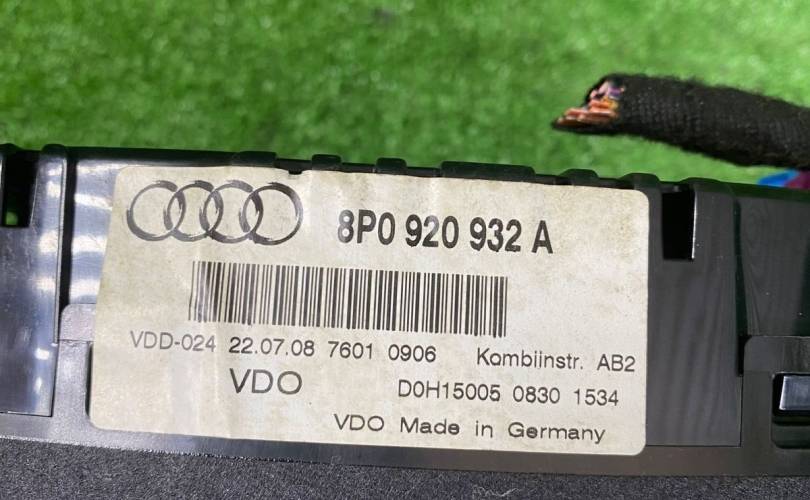 8P0 920 932 A
VDD-024 22.07.08 7601 0906 Kombiinstr. AB2
VDO D0H15005 0830 1534
VDO Made in Germany